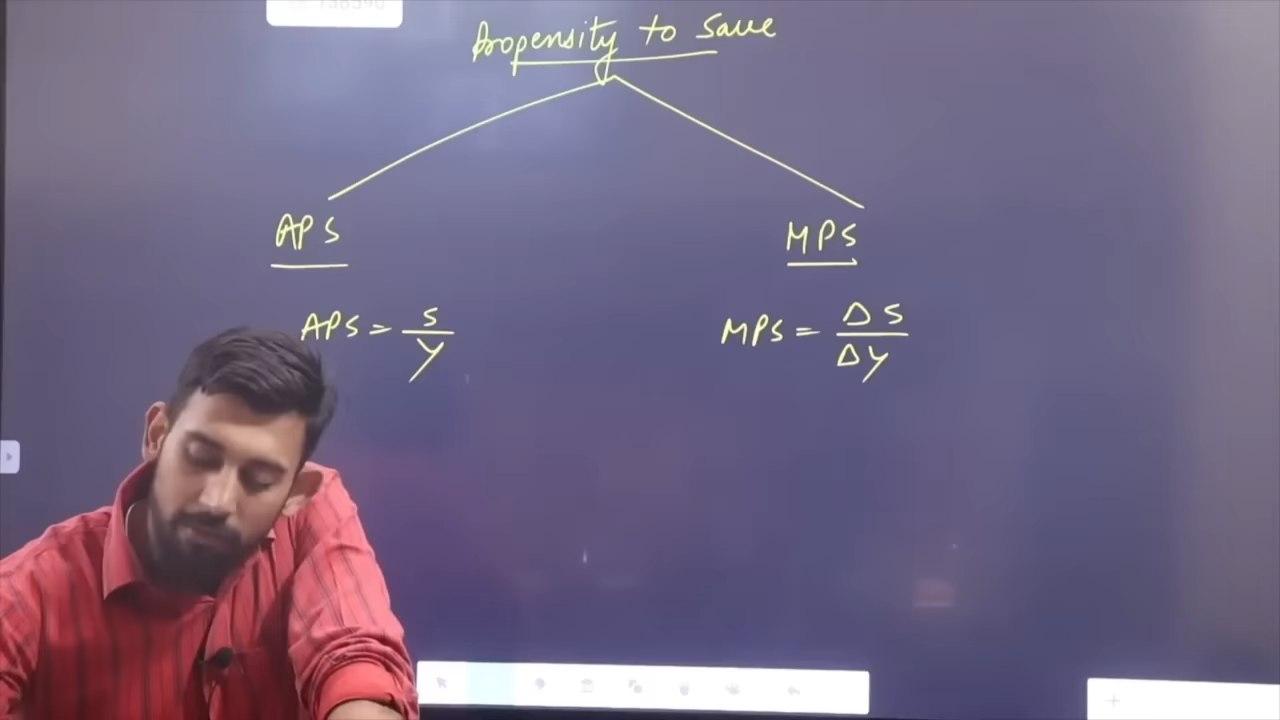 Propensity to Save
APS
MPS
APS = S/Y
MPS = ΔS/ΔY